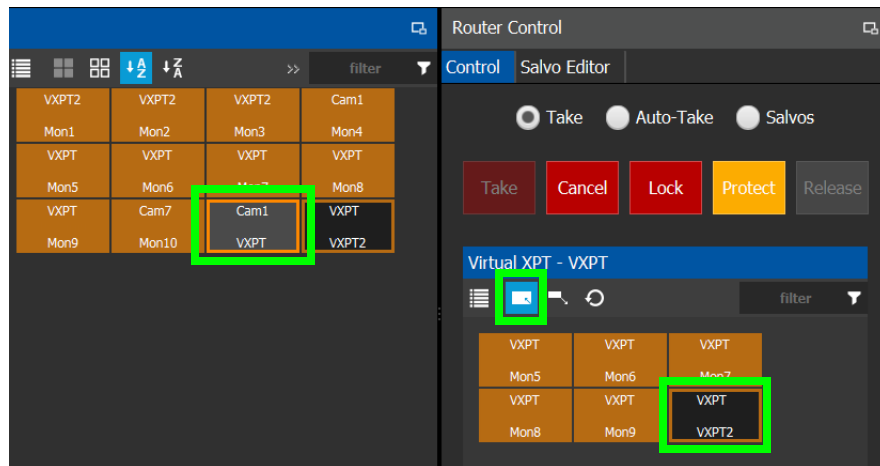 Router Control
filter
Control Salvo Editor
VXPT2 VXPT2 VXPT2 Cam1
Mon1 Mon2 Mon3 Mon4
VXPT VXPT VXPT VXPT
Mon5 Mon6 Mon7 Mon8
VXPT Cam7 Cam1 VXPT
Mon9 Mon10 VXPT VXPT2
Take Auto-Take Salvos
Take Cancel Lock Protect Release
Virtual XPT - VXPT
filter
VXPT VXPT VXPT
Mon5 Mon6 Mon7
VXPT VXPT VXPT
Mon8 Mon9 VXPT2